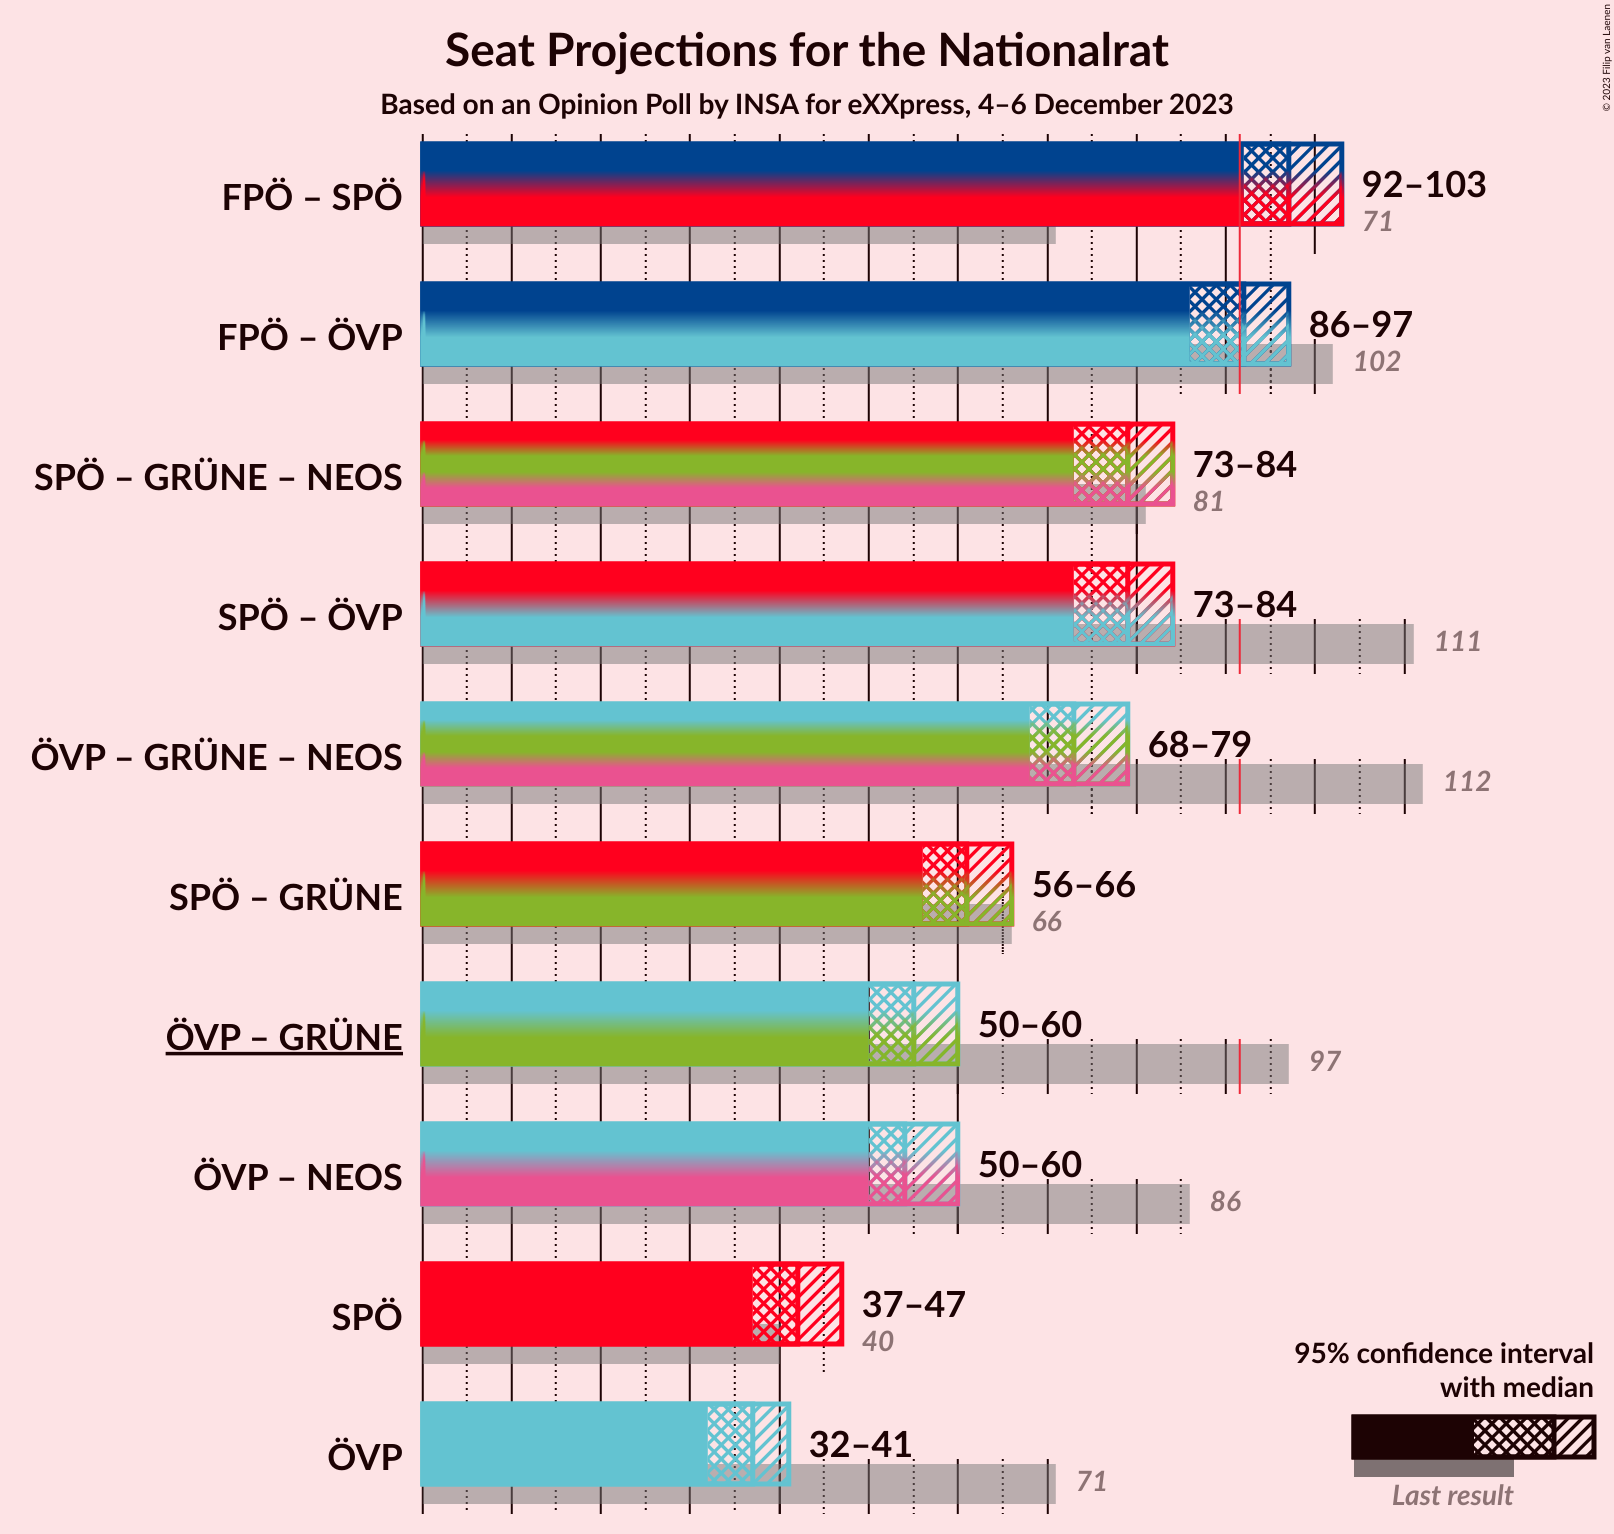 Seat Projections for the Nationalrat
Based on an Opinion Poll by INSA for eXXpress, 4–6 December 2023
© 2023 Filip van Laenen
FPÖ – SPÖ
92–103
71
FPÖ – ÖVP
86–97
102
SPÖ – GRÜNE – NEOS
73–84
81
SPÖ – ÖVP
73–84
111
ÖVP – GRÜNE – NEOS
68–79
112
SPÖ – GRÜNE
56–66
66
ÖVP – GRÜNE
50–60
97
ÖVP – NEOS
50–60
86
SPÖ
37–47
40
ÖVP
32–41
71
95% confidence interval
with median
Last result